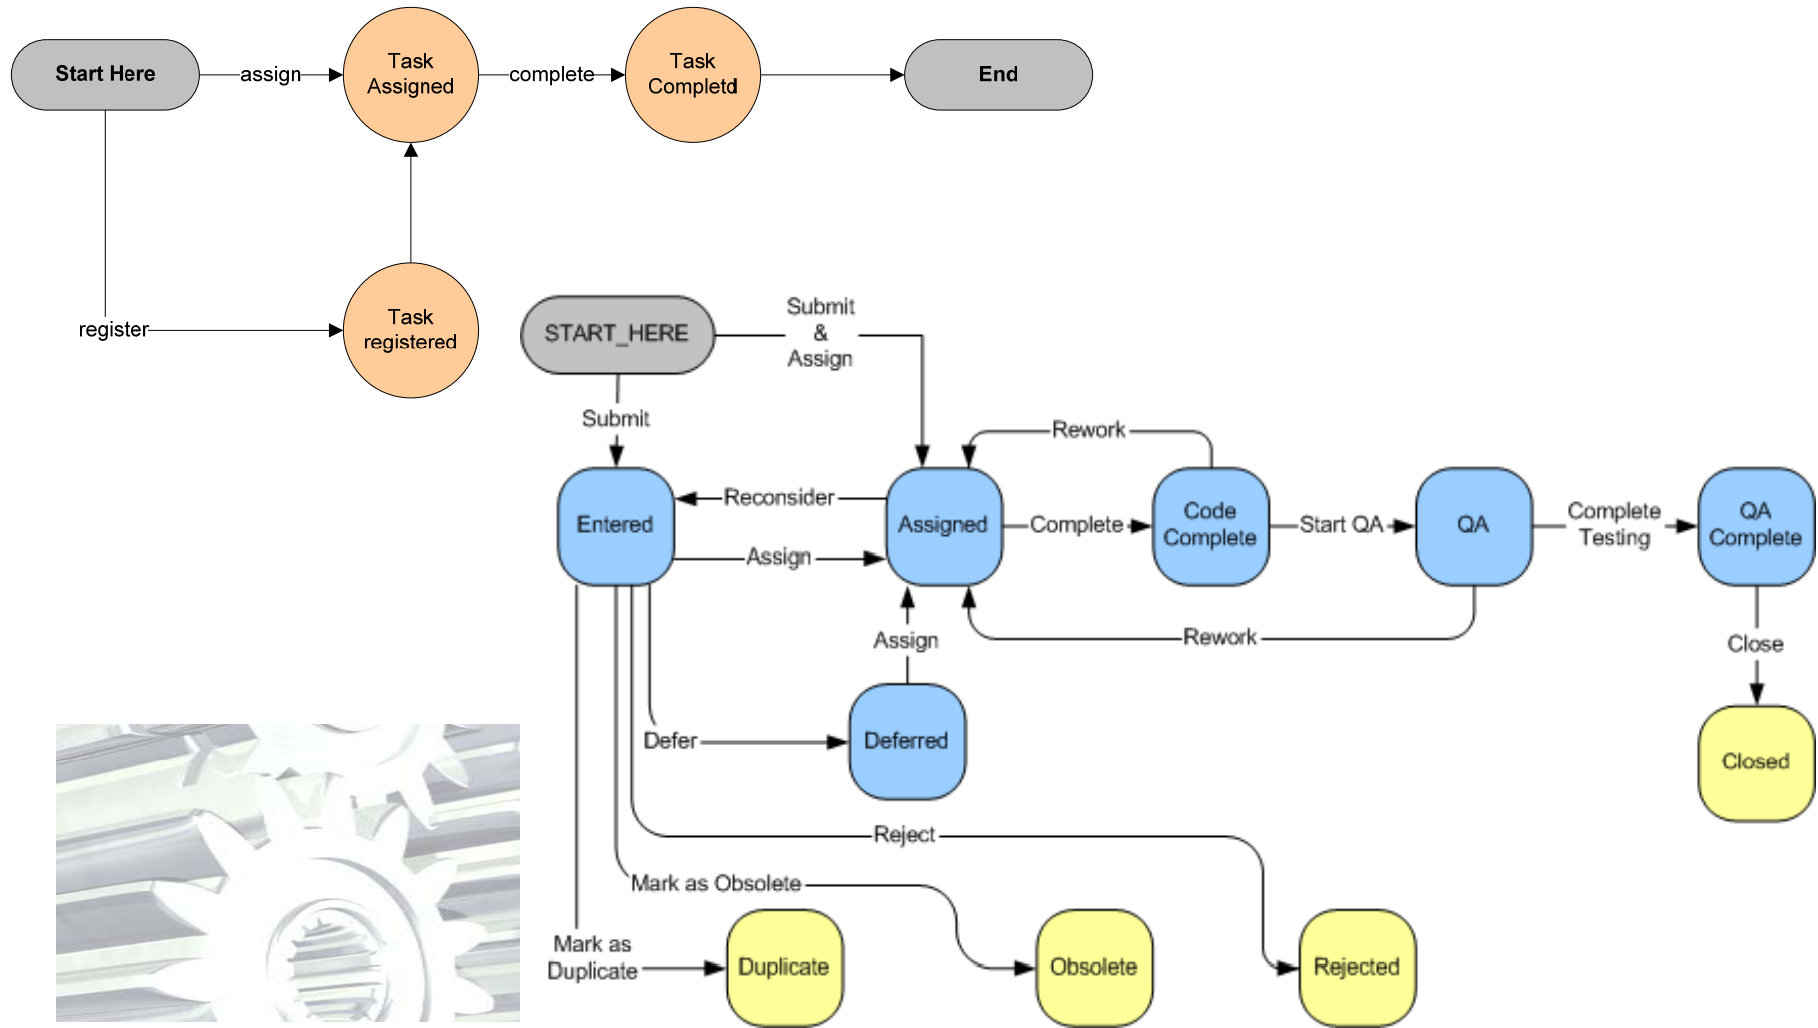 Start Here
assign
Task
Assigned
complete
Task
Completd
End
register
Task
registered
START_HERE
Submit
&
Assign
Submit
Rework
Entered
Reconsider
Assign
Assigned
Complete
Code
Complete
Start QA
QA
Complete
Testing
QA
Complete
Assign
Rework
Close
Defer
Deferred
Closed
Reject
Mark as Obsolete
Mark as
Duplicate
Duplicate
Obsolete
Rejected